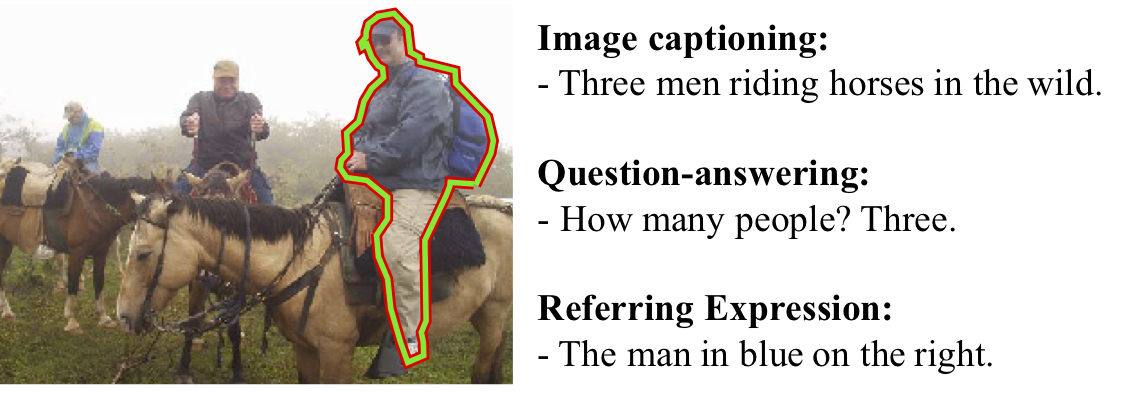 Image captioning:
- Three men riding horses in the wild.
Question-answering:
- How many people? Three.
Referring Expression:
- The man in blue on the right.